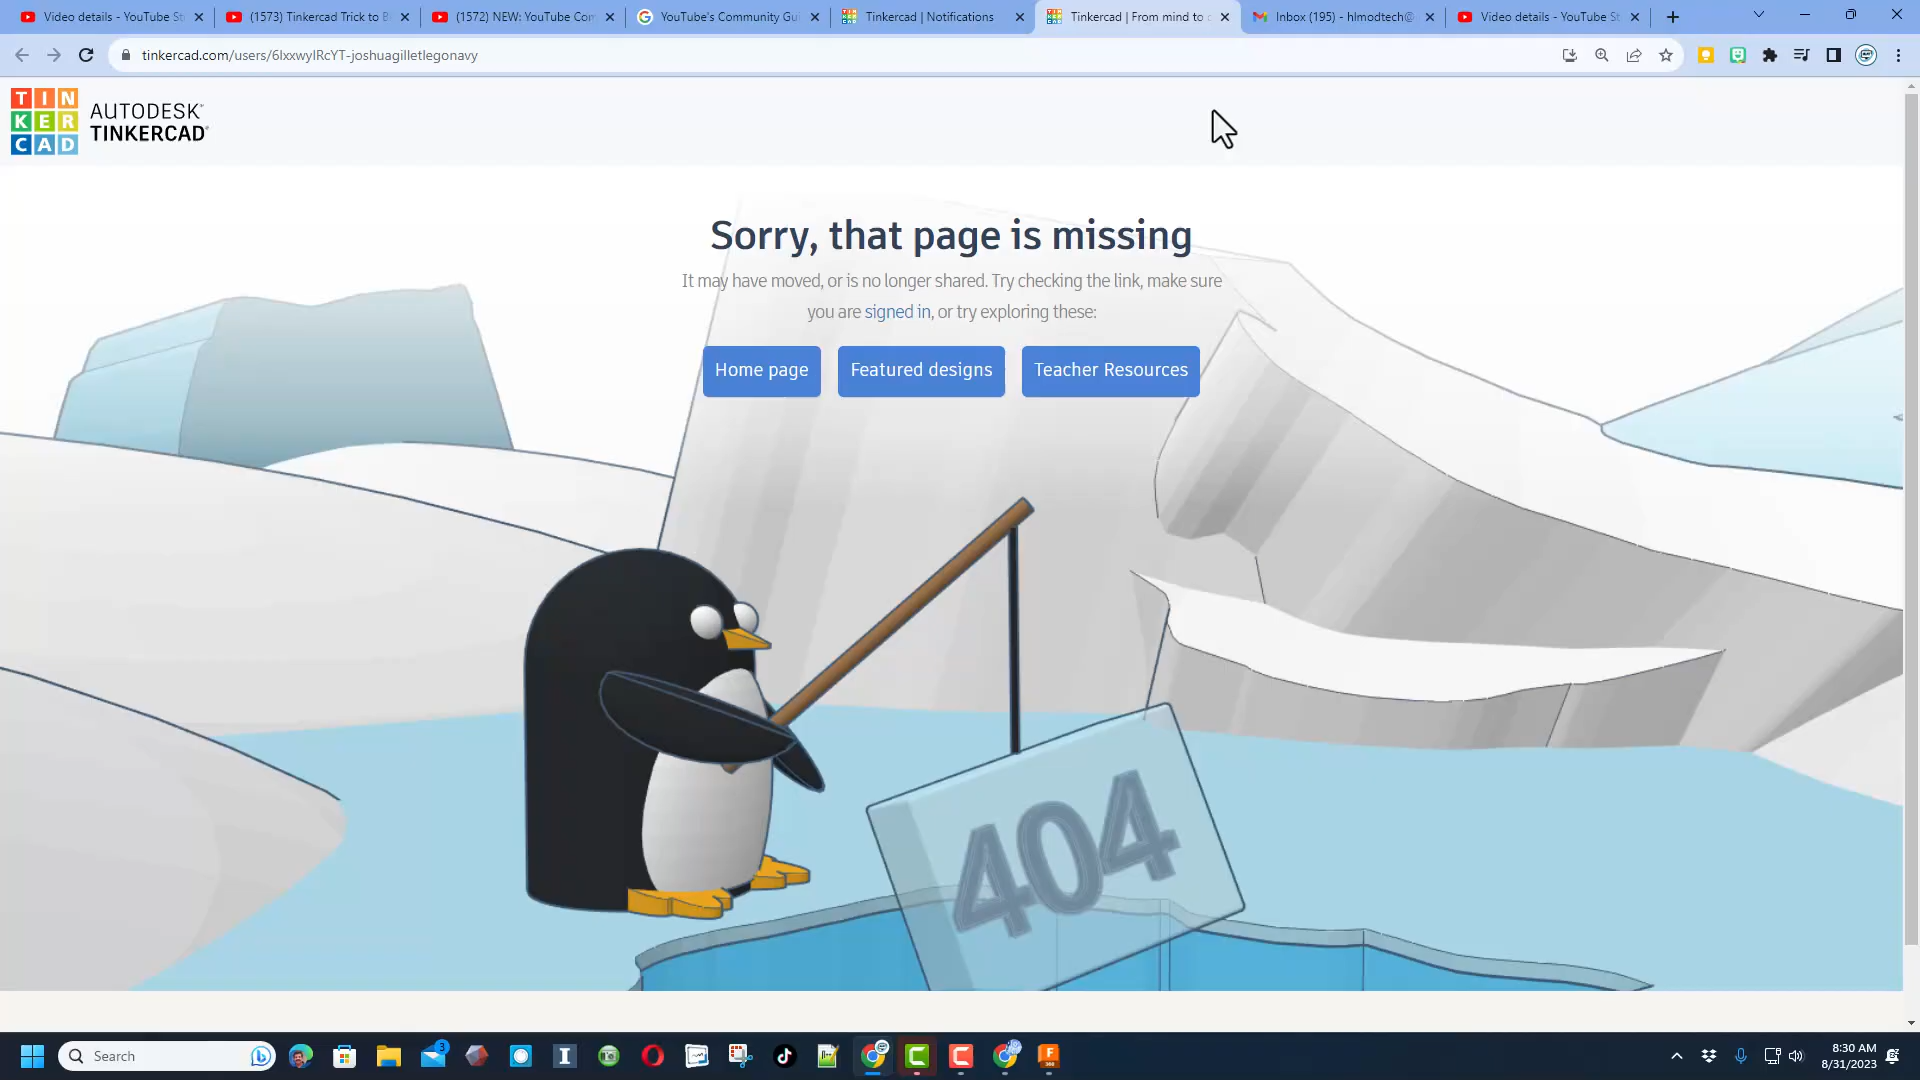 Video details - YouTube St
(1573) Tinkercad Trick to B
(1572) NEW: YouTube Com
YouTube's Community Gui
Tinkercad | Notifications
Tinkercad | From mind to d
Inbox (195) - hlmodtech@
Video details - YouTube St
tinkercad.com/users/6lxxwylRcYT-joshuagilletlegonavy
TIN
KER
CAD
AUTODESK
TINKERCAD
Sorry, that page is missing
It may have moved, or is no longer shared. Try checking the link, make sure
you are signed in, or try exploring these:
Home page
Featured designs
Teacher Resources
404
Search
3
8:30 AM
8/31/2023